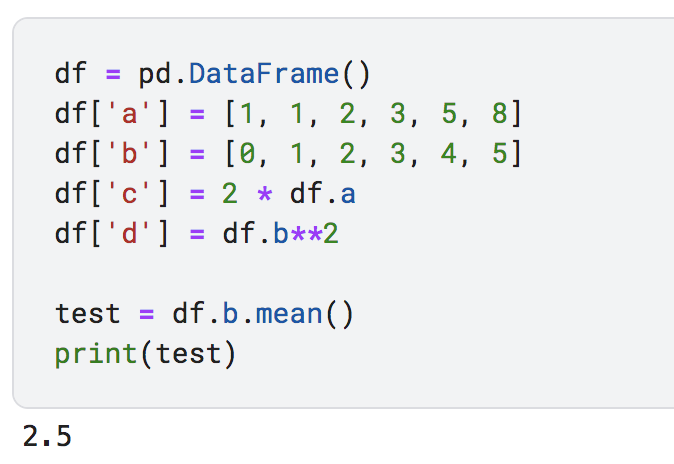 df = pd.DataFrame()
df['a'] = [1, 1, 2, 3, 5, 8]
df['b'] = [0, 1, 2, 3, 4, 5]
df['c'] = 2 * df.a
df['d'] = df.b**2
test = df.b.mean()
print(test)
2.5